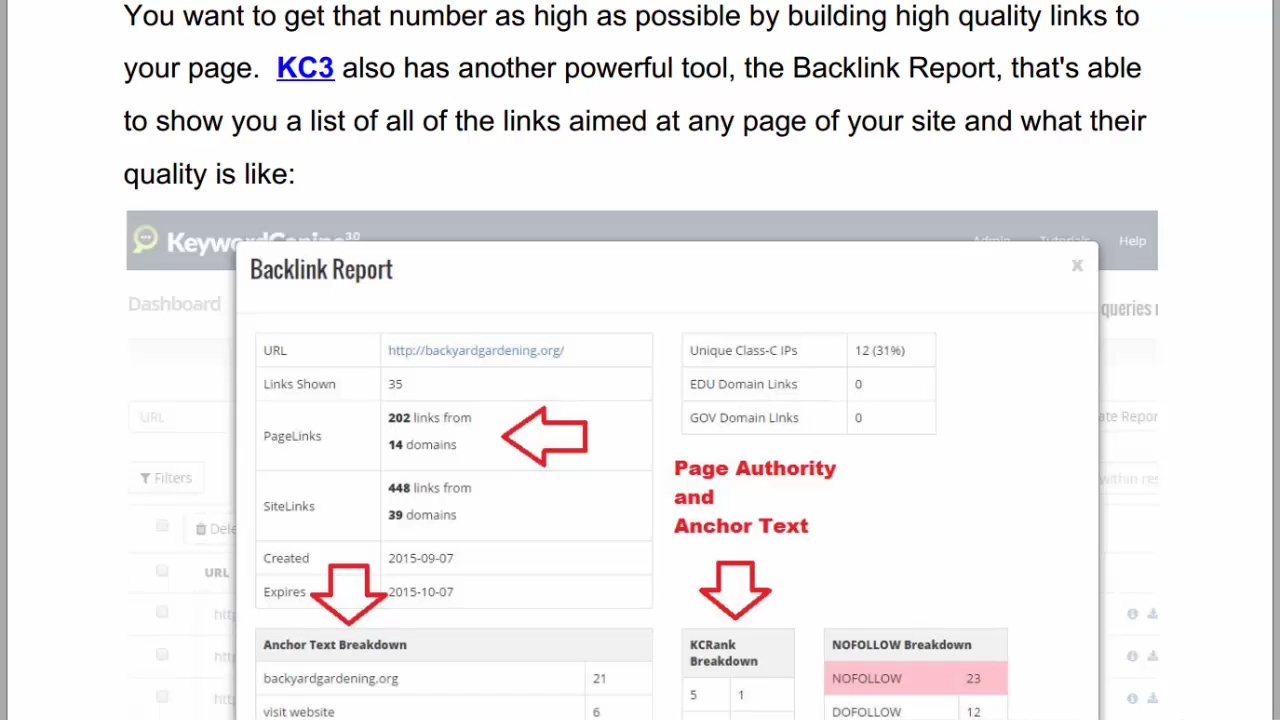 You want to get that number as high as possible by building high quality links to
your page. KC3 also has another powerful tool, the Backlink Report, that's able
to show you a list of all of the links aimed at any page of your site and what their
quality is like:
Admin Tutorials Help
Backlink Report X
Dashboard
queries
URL http://backyardgardening.org/
Unique Class-C IPs 12 (31%)
Links Shown 35
EDU Domain Links 0
PageLinks 202 links from
14 domains
GOV Domain LInks 0
URL
Filters
Page Authority
and
Anchor Text
SiteLinks 448 links from
39 domains
within
URL
Created 2015-09-07
Expires 2015-10-07
Anchor Text Breakdown
KCRank
Breakdown
NOFOLLOW Breakdown
backyardgardening.org 21
5 1
NOFOLLOW 23
visit website 6
DOFOLLOW 12